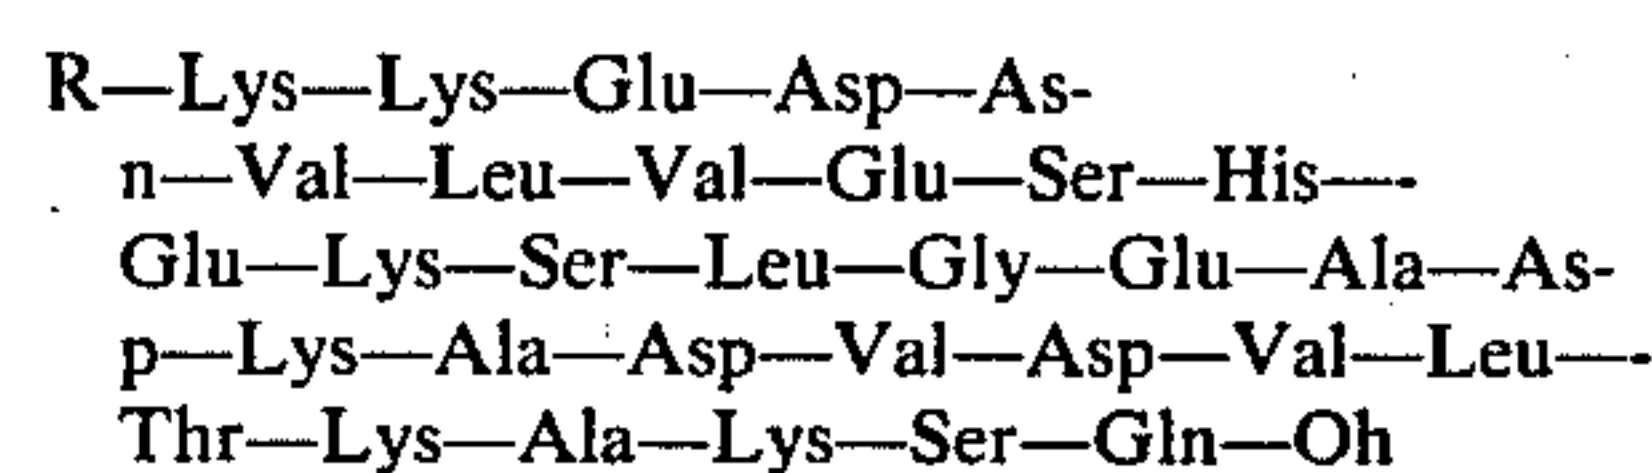 R—Lys—Lys—Glu—Asp—As-
n—Val—Leu—Val—Glu—Ser—His—-
Glu—Lys—Ser—Leu—Gly—Glu—Ala—As-
p—Lys—Ala—Asp—Val—Asp—Val—Leu—-
Thr—Lys—Ala—Lys—Ser—Gln—Oh